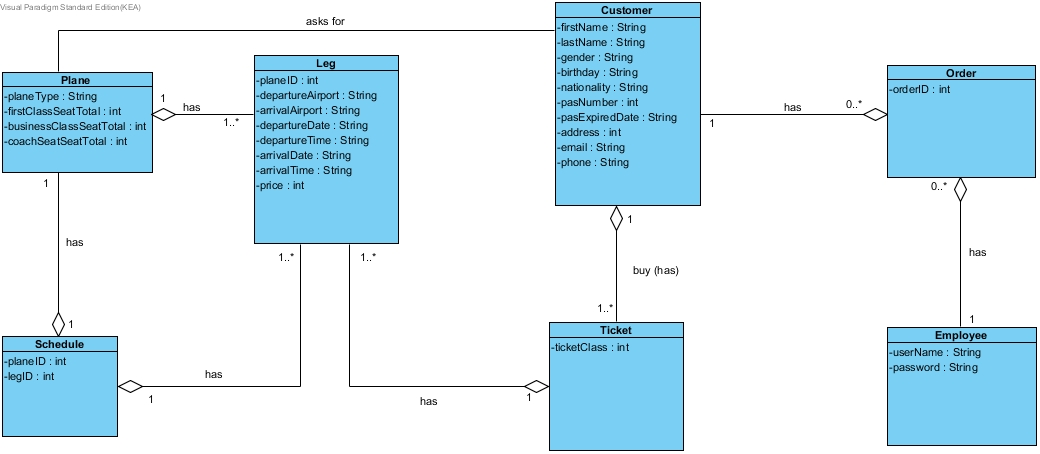 Visual Paradigm Standard Edition(KEA)
asks for
Customer
-firstName : String
-lastName : String
-gender : String
-birthday : String
-nationality : String
-pasNumber : int
-pasExpiredDate : String
-address : int
-email : String
-phone : String
Plane
-planeType : String
-firstClassSeatTotal : int
-businessClassSeatTotal : int
-coachSeatSeatTotal : int
1
has
1..*
Leg
-planeID : int
-departureAirport : String
-arrivalAirport : String
-departureDate : String
-departureTime : String
-arrivalDate : String
-arrivalTime : String
-price : int
1
has
0..*
Order
-orderID : int
1
has
1
1..*
1..*
1
buy (has)
1..*
0..*
has
1
Schedule
-planeID : int
-legID : int
has
1
has
1
Ticket
-ticketClass : int
Employee
-userName : String
-password : String